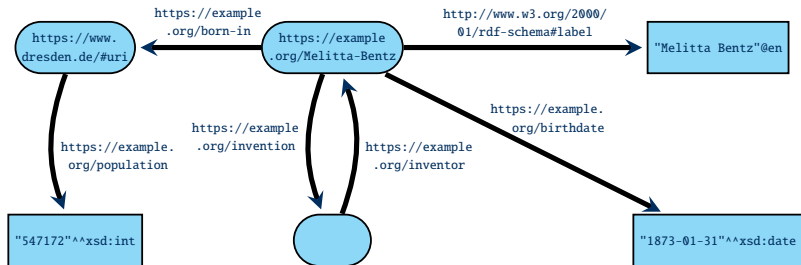 https://example
.org/born-in
http://www.w3.org/2000/
01/rdf-schema#label
https://www.
dresden.de/#uri
https://example
.org/Melitta-Bentz
"Melitta Bentz"@en
https://example.
org/birthdate
https://example
.org/invention
https://example.
org/population
https://example
.org/inventor
"547172"^^xsd:int
"1873-01-31"^^xsd:date